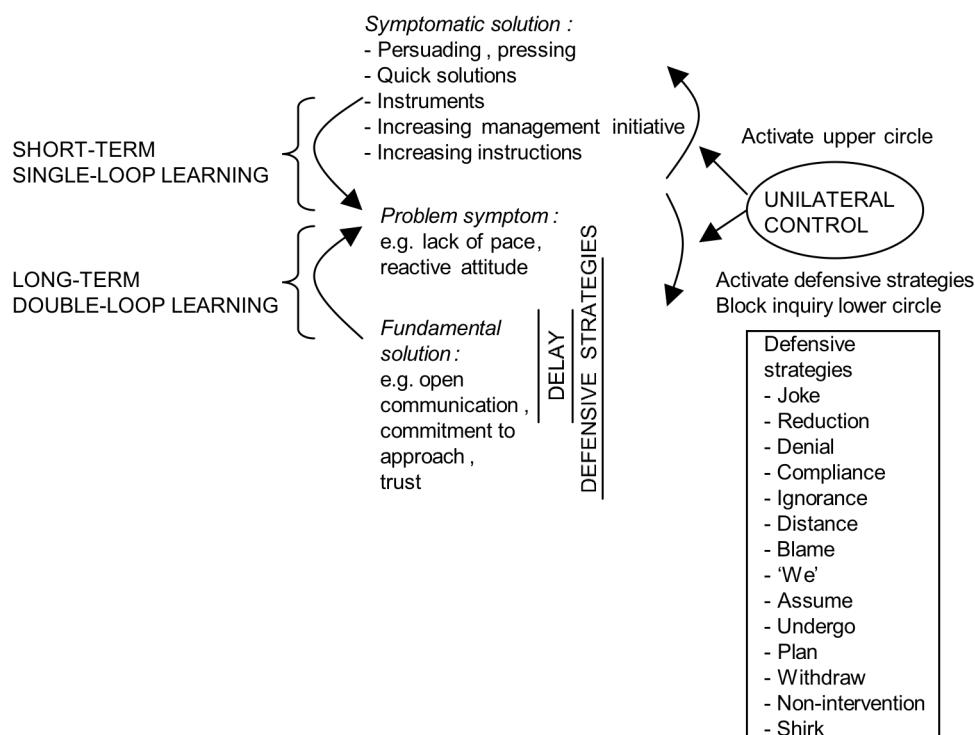 Symptomatic solution :
- Persuading , pressing
- Quick solutions
- Instruments
- Increasing management initiative
- Increasing instructions
SHORT-TERM
SINGLE-LOOP LEARNING
Activate upper circle
UNILATERAL
CONTROL
Problem symptom :
e.g. lack of pace,
reactive attitude
LONG-TERM
DOUBLE-LOOP LEARNING
Activate defensive strategies
Block inquiry lower circle
Fundamental
solution :
e.g. open
communication ,
commitment to
approach ,
trust
DELAY
DEFENSIVE STRATEGIES
Defensive
strategies
- Joke
- Reduction
- Denial
- Compliance
- Ignorance
- Distance
- Blame
- ‘We’
- Assume
- Undergo
- Plan
- Withdraw
- Non-intervention
- Shirk